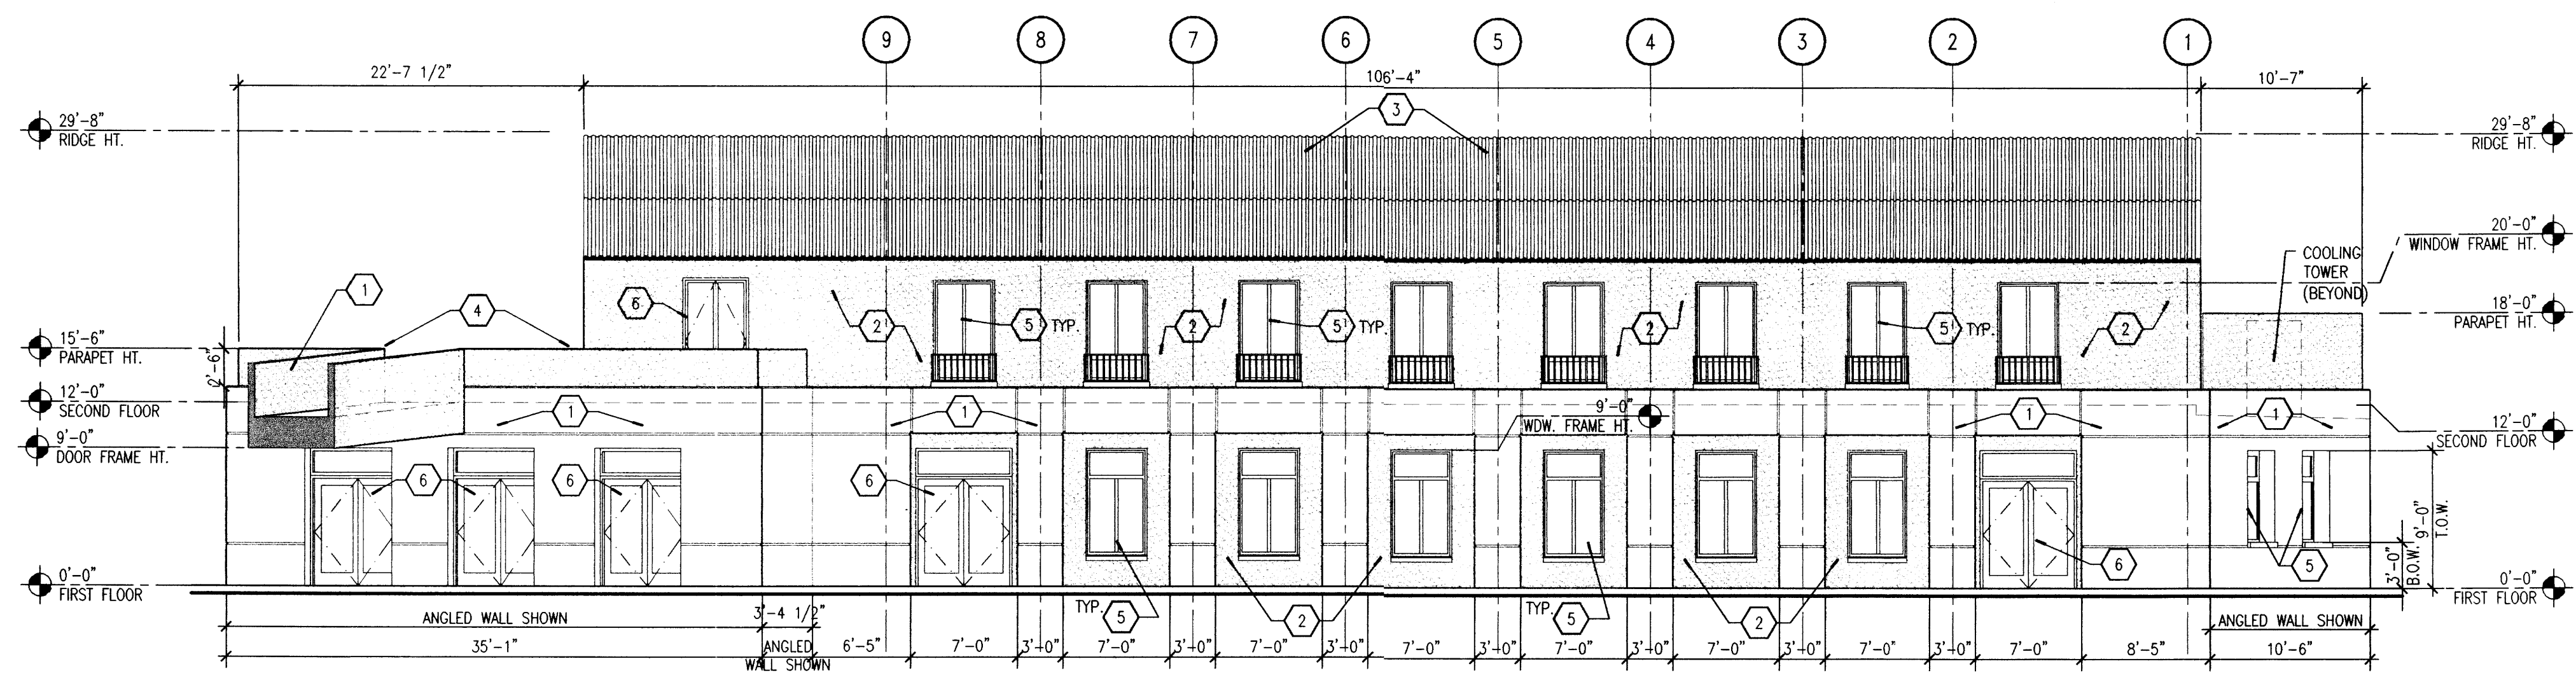 9 8 7 6 5 4 3 2 1
22'-7 1/2" 106'-4" 10'-7"
3
29'-8"
RIDGE HT.
29'-8"
RIDGE HT.
20'-0"
WINDOW FRAME HT.
COOLING
TOWER
(BEYOND)
1 4 6 2 5 TYP. 2 5 TYP. 2 5 TYP. 2
18'-0"
PARAPET HT.
15'-6"
PARAPET HT.
2'-6"
12'-0"
SECOND FLOOR
1 1 1 1
9'-0"
WDW. FRAME HT.
12'-0"
SECOND FLOOR
9'-0"
DOOR FRAME HT.
6 6 6
9'-0"
T.O.W.
3'-0"
B.O.W.
6 5
0'-0"
FIRST FLOOR
0'-0"
FIRST FLOOR
TYP. 5 2 TYP. 5 2
ANGLED WALL SHOWN 3'-4 1/2" ANGLED WALL SHOWN
35'-1" ANGLED 6'-5" 7'-0" 3'-0" 7'-0" 3'-0" 7'-0" 3'-0" 7'-0" 3'-0" 7'-0" 3'-0" 7'-0" 3'-0" 7'-0" 3'-0" 7'-0" 8'-5" 10'-6"
WALL SHOWN